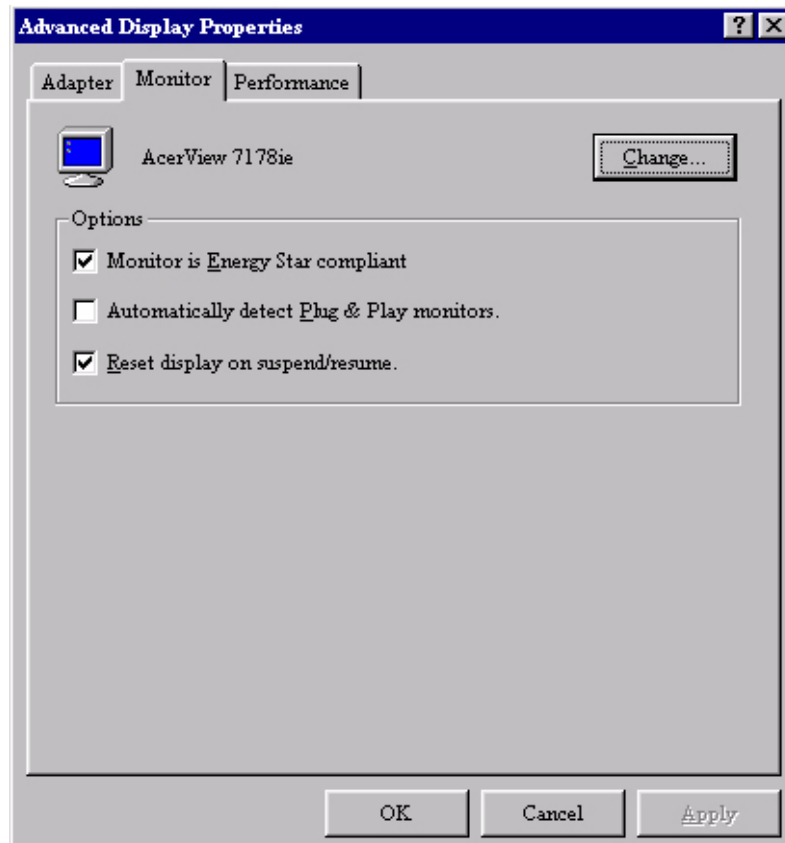 Advanced Display Properties
Adapter Monitor Performance
AcerView 7178ie
Change...
Options
Monitor is Energy Star compliant
Automatically detect Plug & Play monitors.
Reset display on suspend/resume.
OK Cancel Apply